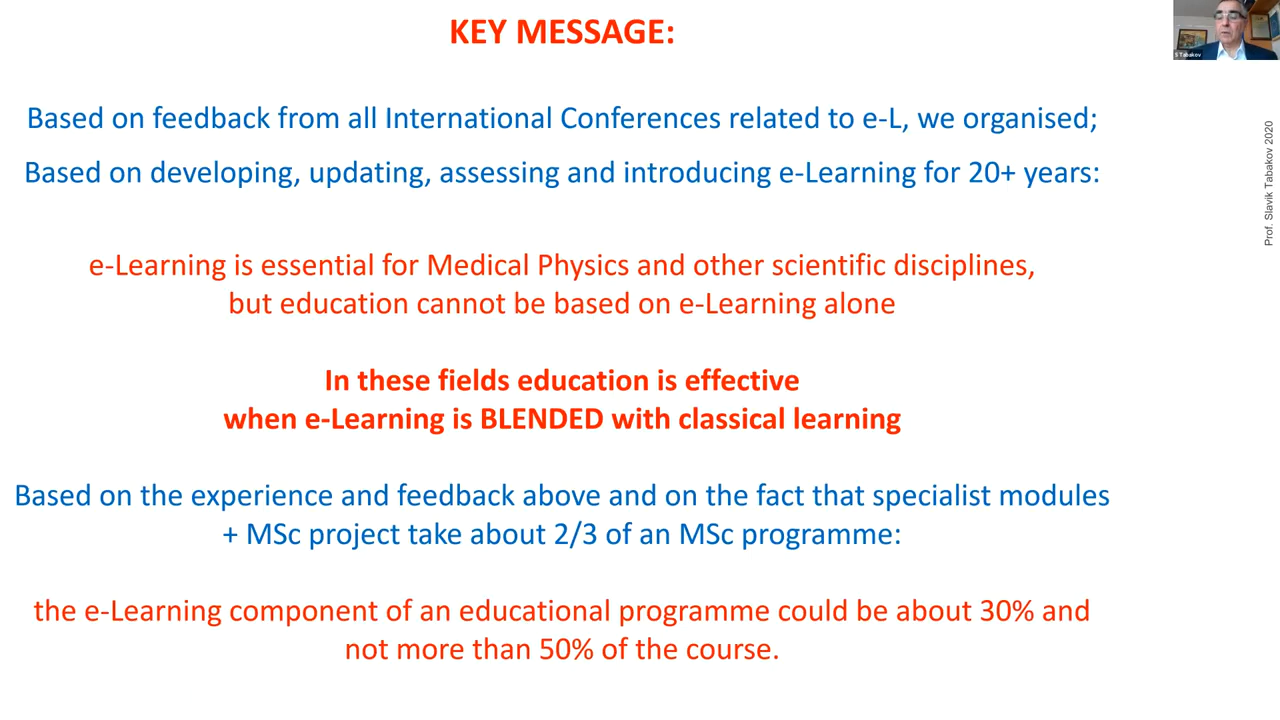 KEY MESSAGE:
Based on feedback from all International Conferences related to e-L, we organised;
Based on developing, updating, assessing and introducing e-Learning for 20+ years:
e-Learning is essential for Medical Physics and other scientific disciplines,
but education cannot be based on e-Learning alone
In these fields education is effective
when e-Learning is BLENDED with classical learning
Based on the experience and feedback above and on the fact that specialist modules
+ MSc project take about 2/3 of an MSc programme:
the e-Learning component of an educational programme could be about 30% and
not more than 50% of the course.
S Tabakov
Prof. Slavik Tabakov 2020